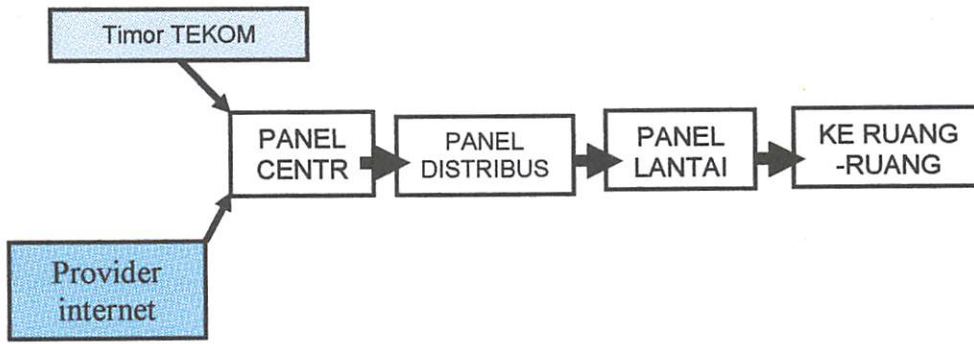 Timor TEKOM
PANEL
CENTR
PANEL
DISTRIBUS
PANEL
LANTAI
KE RUANG
-RUANG
Provider
internet